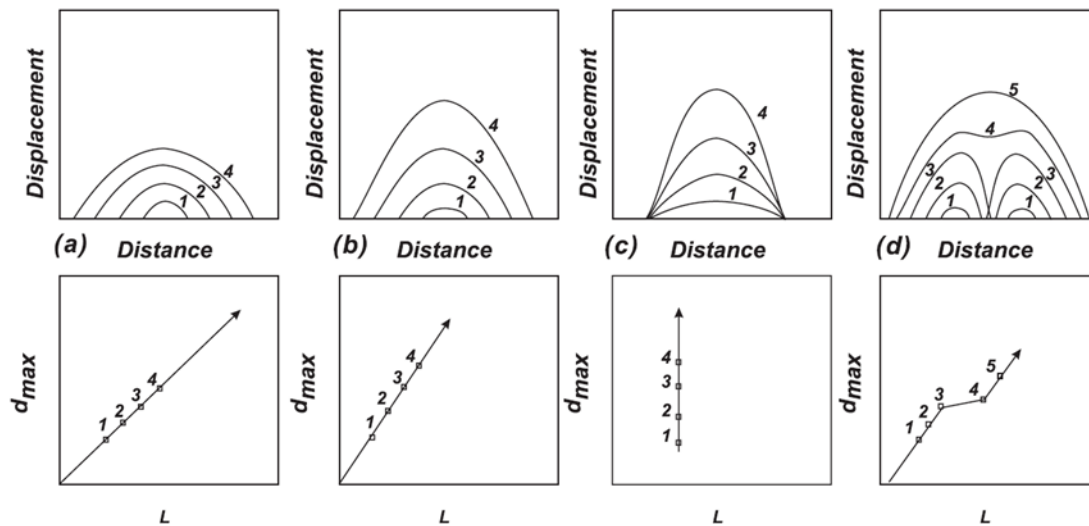 Displacement
1 2 3 4
(a) Distance
Displacement
1 2 3 4
(b) Distance
Displacement
1 2 3 4
(c) Distance
Displacement
1 2 3 4 5 1 2 3
(d) Distance
dmax
1 2 3 4
L
dmax
1 2 3 4
L
dmax
1 2 3 4
L
dmax
1 2 3 4 5
L